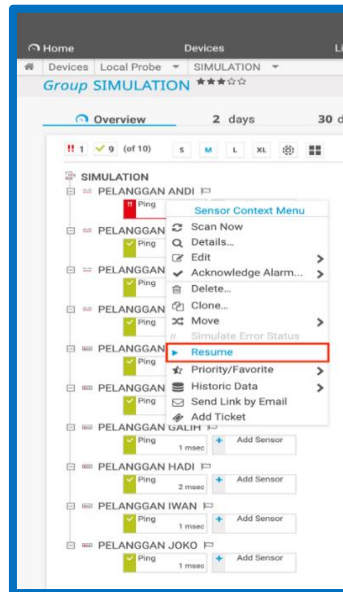 Home Devices Li
Devices Local Probe SIMULATION
Group SIMULATION
Overview 2 days 30 d
1 9 (of 10) S M L XL
SIMULATION
PELANGGAN ANDI
Ping
Sensor Context Menu
Scan Now
PELANGGAN
Ping
Details...
Edit
PELANGGAN
Ping
Acknowledge Alarm...
Delete...
PELANGGAN
Ping
Clone...
Move
Simulate Error Status
PELANGGAN
Ping
Resume
Priority/Favorite
PELANGGAN
Ping
Historic Data
Send Link by Email
Add Ticket
PELANGGAN GALIH
Ping 1 msec + Add Sensor
PELANGGAN HADI
Ping 2 msec + Add Sensor
PELANGGAN IWAN
Ping 1 msec + Add Sensor
PELANGGAN JOKO
Ping 1 msec + Add Sensor